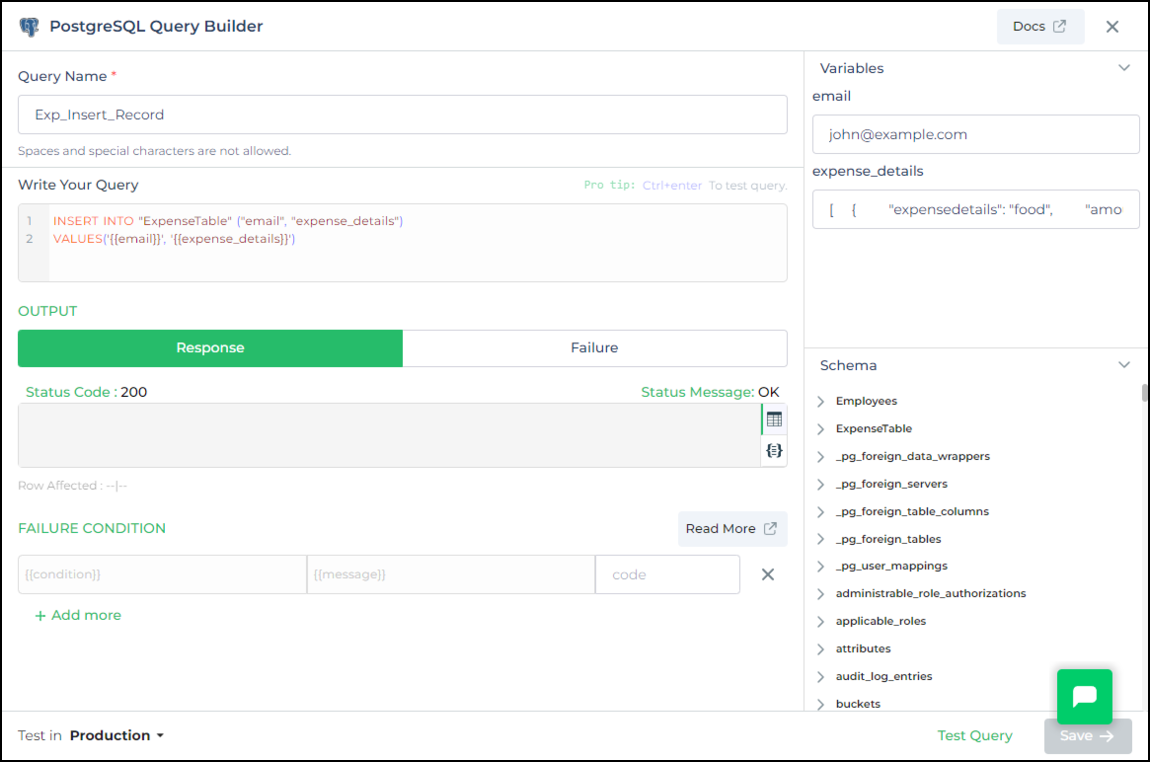 PostgreSQL Query Builder
Docs
Query Name *
Exp_Insert_Record
Spaces and special characters are not allowed.
Write Your Query
Pro tip: Ctrl+enter To test query.
1 INSERT INTO "ExpenseTable" ("email", "expense_details")
2 VALUES('{{email}}', '{{expense_details}}')
OUTPUT
Response
Failure
Status Code : 200
Status Message: OK
Row Affected : --|--
FAILURE CONDITION
Read More
{{condition}}
{{message}}
code
+ Add more
Variables
email
john@example.com
expense_details
[ { "expensedetails": "food", "amo
Schema
Employees
ExpenseTable
_pg_foreign_data_wrappers
_pg_foreign_servers
_pg_foreign_table_columns
_pg_foreign_tables
_pg_user_mappings
administrable_role_authorizations
applicable_roles
attributes
audit_log_entries
buckets
Test in Production
Test Query
Save